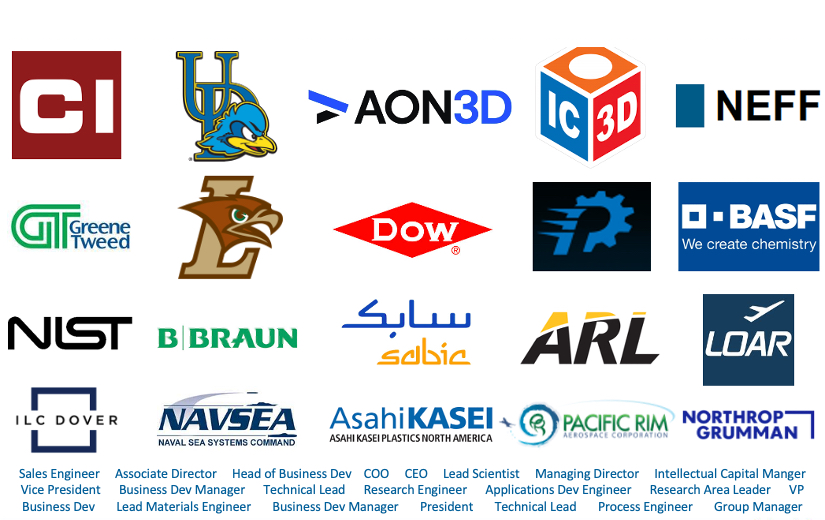 CI
UD
AON3D
IC 3D
NEFF
GT Greene
Tweed
L
DOW®
P
BASF
We create chemistry
NIST
B|BRAUN
سابك
sabic
ARL
LOAR
ILC DOVER
NAVSEA
NAVAL SEA SYSTEMS COMMAND
AsahiKASEI
ASAHI KASEI PLASTICS NORTH AMERICA
PACIFIC RIM
AEROSPACE CORPORATION
NORTHROP
GRUMMAN
Sales Engineer Associate Director Head of Business Dev COO CEO Lead Scientist Managing Director Intellectual Capital Manger
Vice President Business Dev Manager Technical Lead Research Engineer Applications Dev Engineer Research Area Leader VP
Business Dev Lead Materials Engineer Business Dev Manager President Technical Lead Process Engineer Group Manager